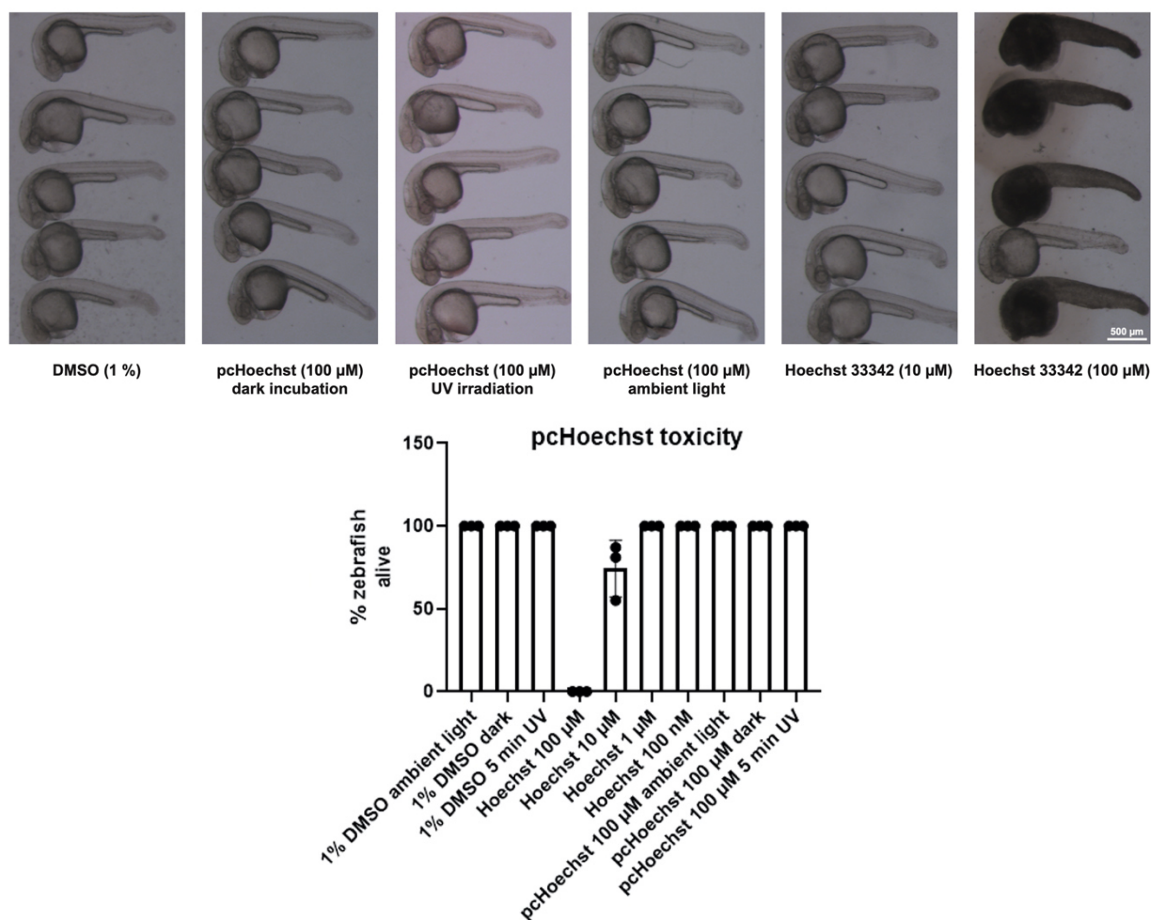 500 µm
DMSO (1 %)
pcHoechst (100 µM)
dark incubation
pcHoechst (100 µM)
UV irradiation
pcHoechst (100 µM)
ambient light
Hoechst 33342 (10 µM)
Hoechst 33342 (100 µM)
pcHoechst toxicity
% zebrafish
alive
150
100
50
0
1% DMSO ambient light
1% DMSO dark
1% DMSO 5 min UV
Hoechst 100 µM
Hoechst 10 µM
Hoechst 1 µM
Hoechst 100 nM
pcHoechst 100 µM ambient light
pcHoechst 100 µM dark
pcHoechst 100 µM 5 min UV